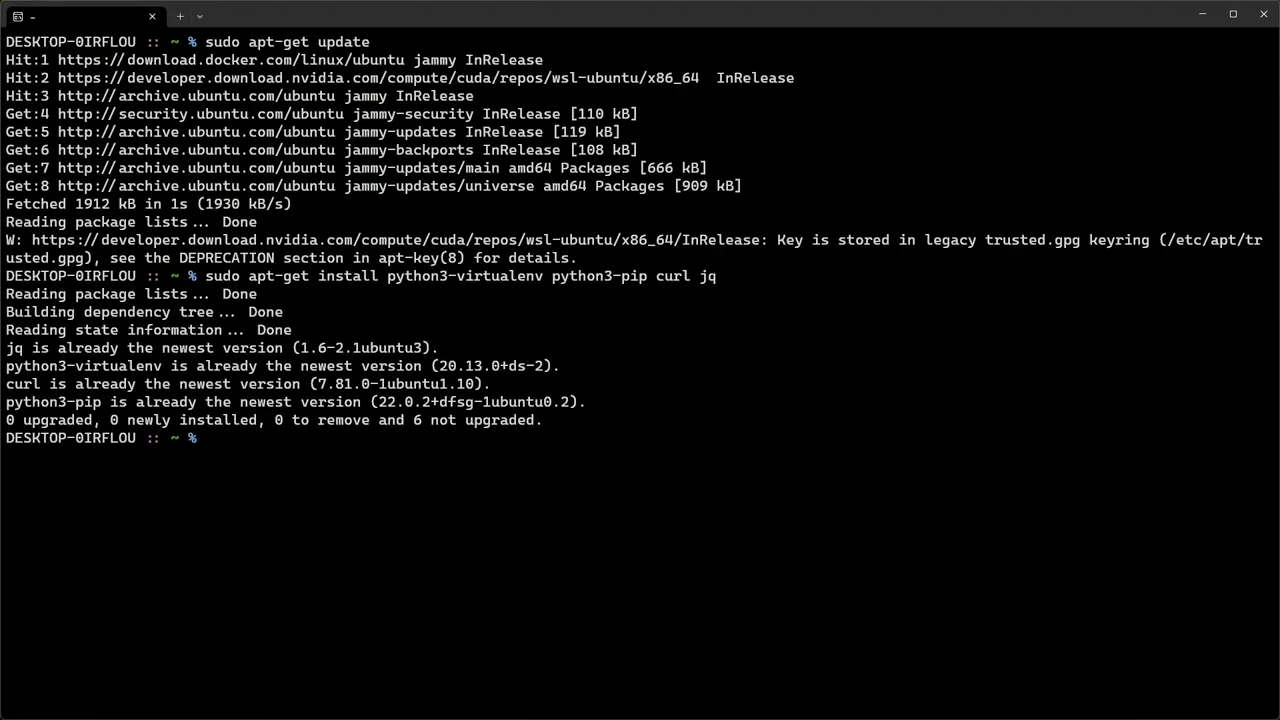 ~
DESKTOP-0IRFLOU :: ~ % sudo apt-get update
Hit:1 https://download.docker.com/linux/ubuntu jammy InRelease
Hit:2 https://developer.download.nvidia.com/compute/cuda/repos/wsl-ubuntu/x86_64  InRelease
Hit:3 http://archive.ubuntu.com/ubuntu jammy InRelease
Get:4 http://security.ubuntu.com/ubuntu jammy-security InRelease [110 kB]
Get:5 http://archive.ubuntu.com/ubuntu jammy-updates InRelease [119 kB]
Get:6 http://archive.ubuntu.com/ubuntu jammy-backports InRelease [108 kB]
Get:7 http://archive.ubuntu.com/ubuntu jammy-updates/main amd64 Packages [666 kB]
Get:8 http://archive.ubuntu.com/ubuntu jammy-updates/universe amd64 Packages [909 kB]
Fetched 1912 kB in 1s (1930 kB/s)
Reading package lists... Done
W: https://developer.download.nvidia.com/compute/cuda/repos/wsl-ubuntu/x86_64/InRelease: Key is stored in legacy trusted.gpg keyring (/etc/apt/tr
usted.gpg), see the DEPRECATION section in apt-key(8) for details.
DESKTOP-0IRFLOU :: ~ % sudo apt-get install python3-virtualenv python3-pip curl jq
Reading package lists... Done
Building dependency tree... Done
Reading state information... Done
jq is already the newest version (1.6-2.1ubuntu3).
python3-virtualenv is already the newest version (20.13.0+ds-2).
curl is already the newest version (7.81.0-1ubuntu1.10).
python3-pip is already the newest version (22.0.2+dfsg-1ubuntu0.2).
0 upgraded, 0 newly installed, 0 to remove and 6 not upgraded.
DESKTOP-0IRFLOU :: ~ %